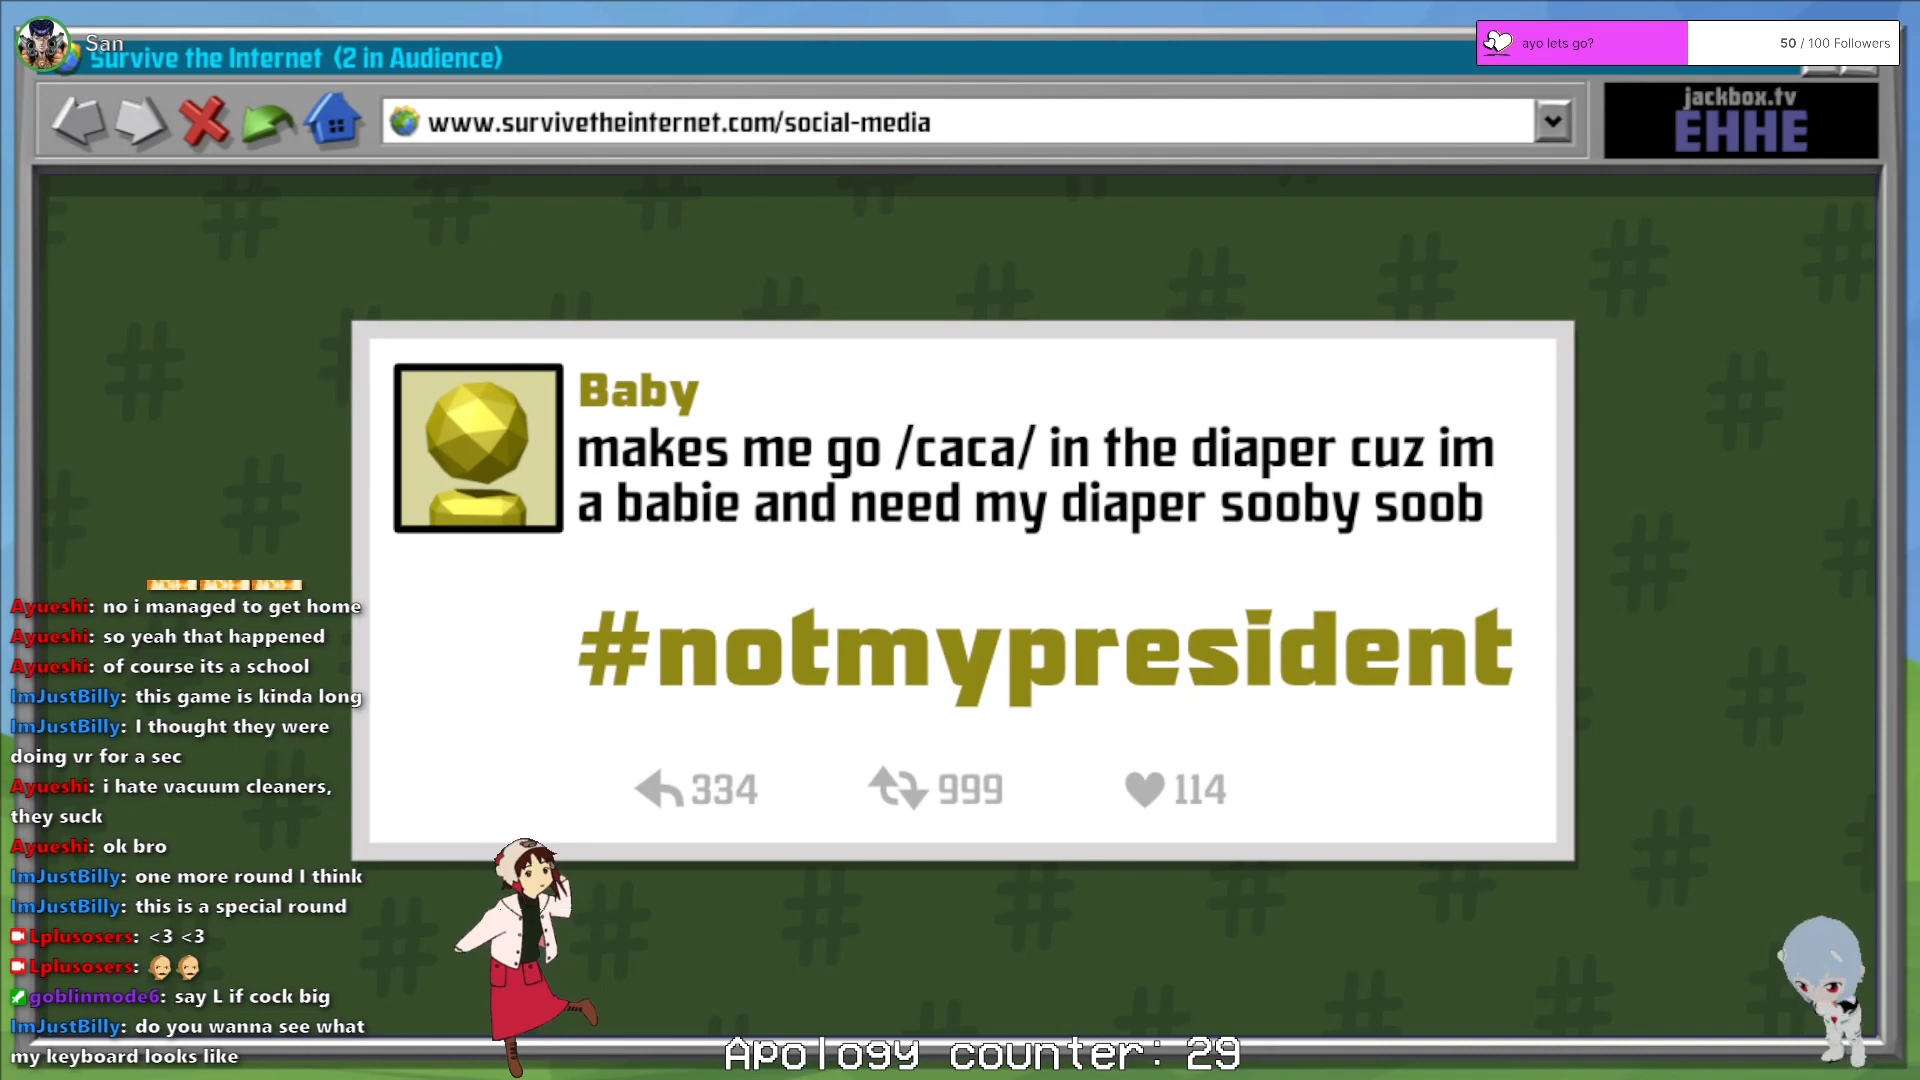 San
Survive the Internet (2 in Audience)
ayo lets go?
50 / 100 Followers
www.survivetheinternet.com/social-media
jackbox.tv
EHHE
Baby
makes me go /caca/ in the diaper cuz im
a babie and need my diaper sooby soob
#notmypresident
334
999
114
Ayueshi: no i managed to get home
Ayueshi: so yeah that happened
Ayueshi: of course its a school
ImJustBilly: this game is kinda long
ImJustBilly: I thought they were
doing vr for a sec
Ayueshi: i hate vacuum cleaners,
they suck
Ayueshi: ok bro
ImJustBilly: one more round I think
ImJustBilly: this is a special round
Lplusosers: <3 <3
Lplusosers:
goblinmode6: say L if cock big
ImJustBilly: do you wanna see what
my keyboard looks like
Apology counter: 29